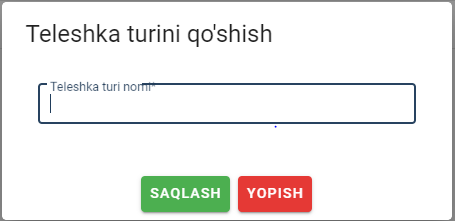 Teleshka turini qo'shish
Teleshka turi nomi*
SAQLASH YOPISH